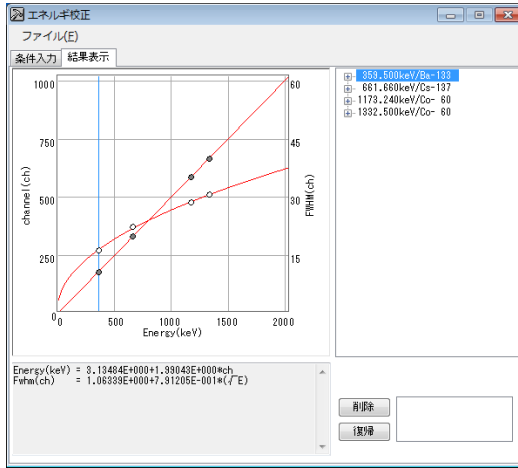 エネルギ校正
ファイル(F)
条件入力 結果表示
1000
750
500
250
0
channel(ch)
60
45
30
15
FWHM(ch)
0 500 1000 1500 2000
Energy(keV)
359.500keV/Ba-133
661.660keV/Cs-137
1173.240keV/Co- 60
1332.500keV/Co- 60
Energy(keV) = 3.13484E+000+1.99043E+000*ch
Fwhm(ch) = 1.06339E+000+7.91205E-001*(√E)
削除
復帰